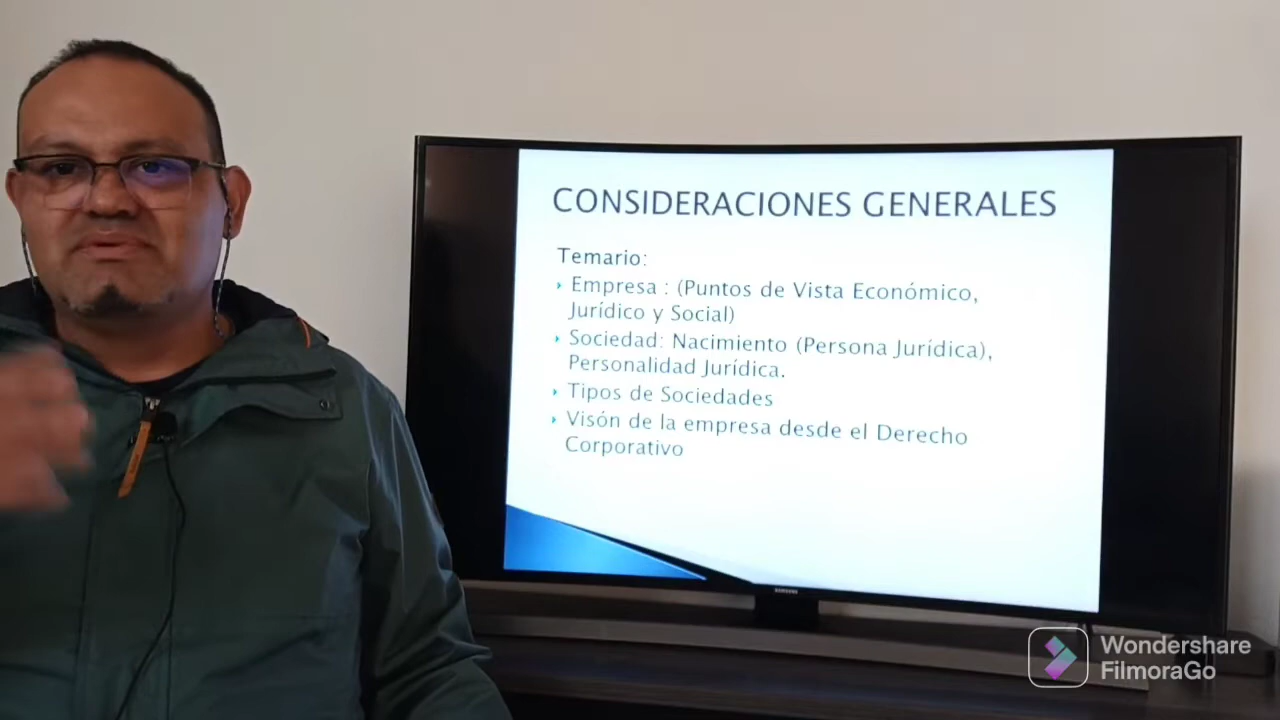 CONSIDERACIONES GENERALES
Temario:
Empresa : (Puntos de Vista Económico,
Jurídico y Social)
Sociedad: Nacimiento (Persona Jurídica),
Personalidad Jurídica.
Tipos de Sociedades
Visón de la empresa desde el Derecho
Corporativo
SAMSUNG
Wondershare
FilmoraGo